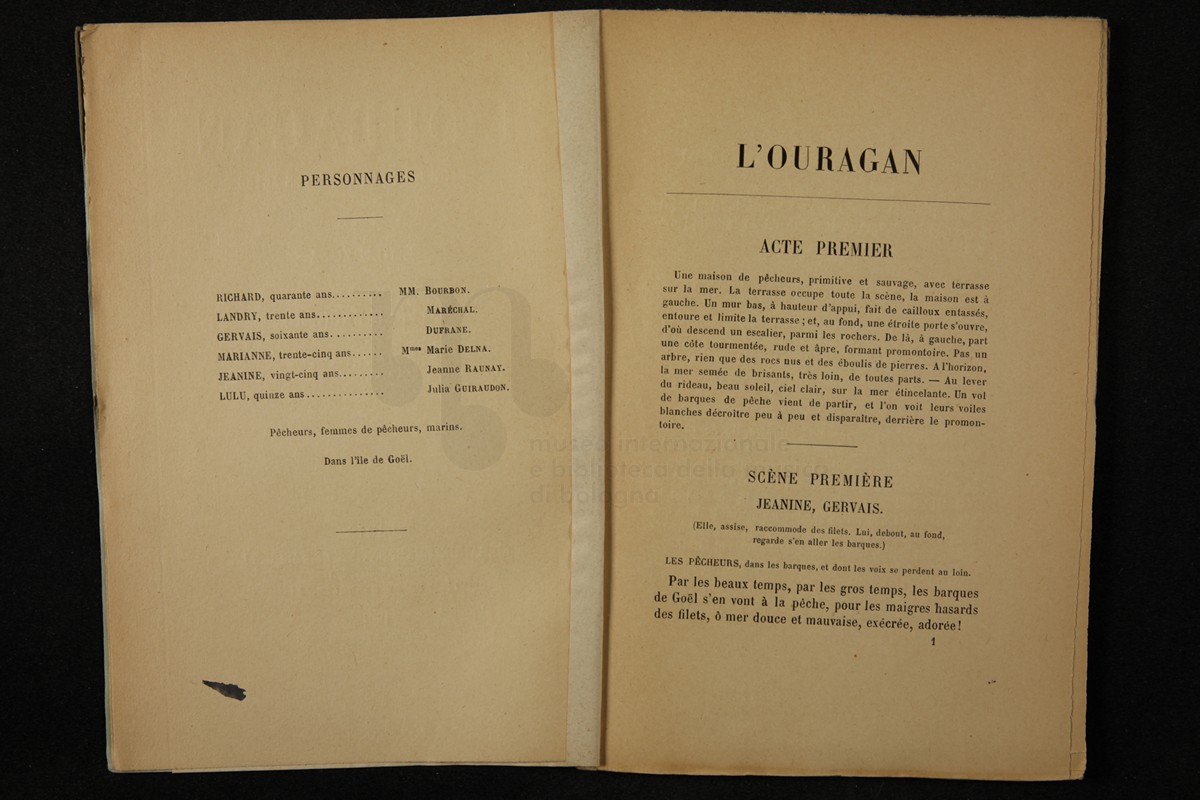 PERSONNAGES
RICHARD, quarante ans.......... MM. BOURBON.
LANDRY, trente ans............. MARÉCHAL.
GERVAIS, soixante ans.......... DUFRANE.
MARIANNE, trente-cinq ans...... Mmes Marie DELNA.
JEANINE, vingt-cinq ans......... Jeanne RAUNAY.
LULU, quinze ans............... Julia GUIRAUDON.
Pêcheurs, femmes de pêcheurs, marins.
Dans l'île de Goël.
museo internazionale
e biblioteca della musica
di bologna
L'OURAGAN
ACTE PREMIER
Une maison de pêcheurs, primitive et sauvage, avec terrasse
sur la mer. La terrasse occupe toute la scène, la maison est à
gauche. Un mur bas, à hauteur d'appui, fait de cailloux entassés,
entoure et limite la terrasse; et, au fond, une étroite porte s'ouvre,
d'où descend un escalier, parmi les rochers. De là, à gauche, part
une côte tourmentée, rude et âpre, formant promontoire. Pas un
arbre, rien que des rocs nus et des éboulis de pierres. A l'horizon,
la mer semée de brisants, très loin, de toutes parts. — Au lever
du rideau, beau soleil, ciel clair, sur la mer étincelante. Un vol
de barques de pêche vient de partir, et l'on voit leurs voiles
blanches décroître peu à peu et disparaître, derrière le promon-
toire.
SCÈNE PREMIÈRE
JEANINE, GERVAIS.
(Elle, assise, raccommode des filets. Lui, debout, au fond,
regarde s'en aller les barques.)
LES PÊCHEURS, dans les barques, et dont les voix se perdent au loin.
Par les beaux temps, par les gros temps, les barques
de Goël s'en vont à la pêche, pour les maigres hasards
des filets, ô mer douce et mauvaise, exécrée, adorée!
1